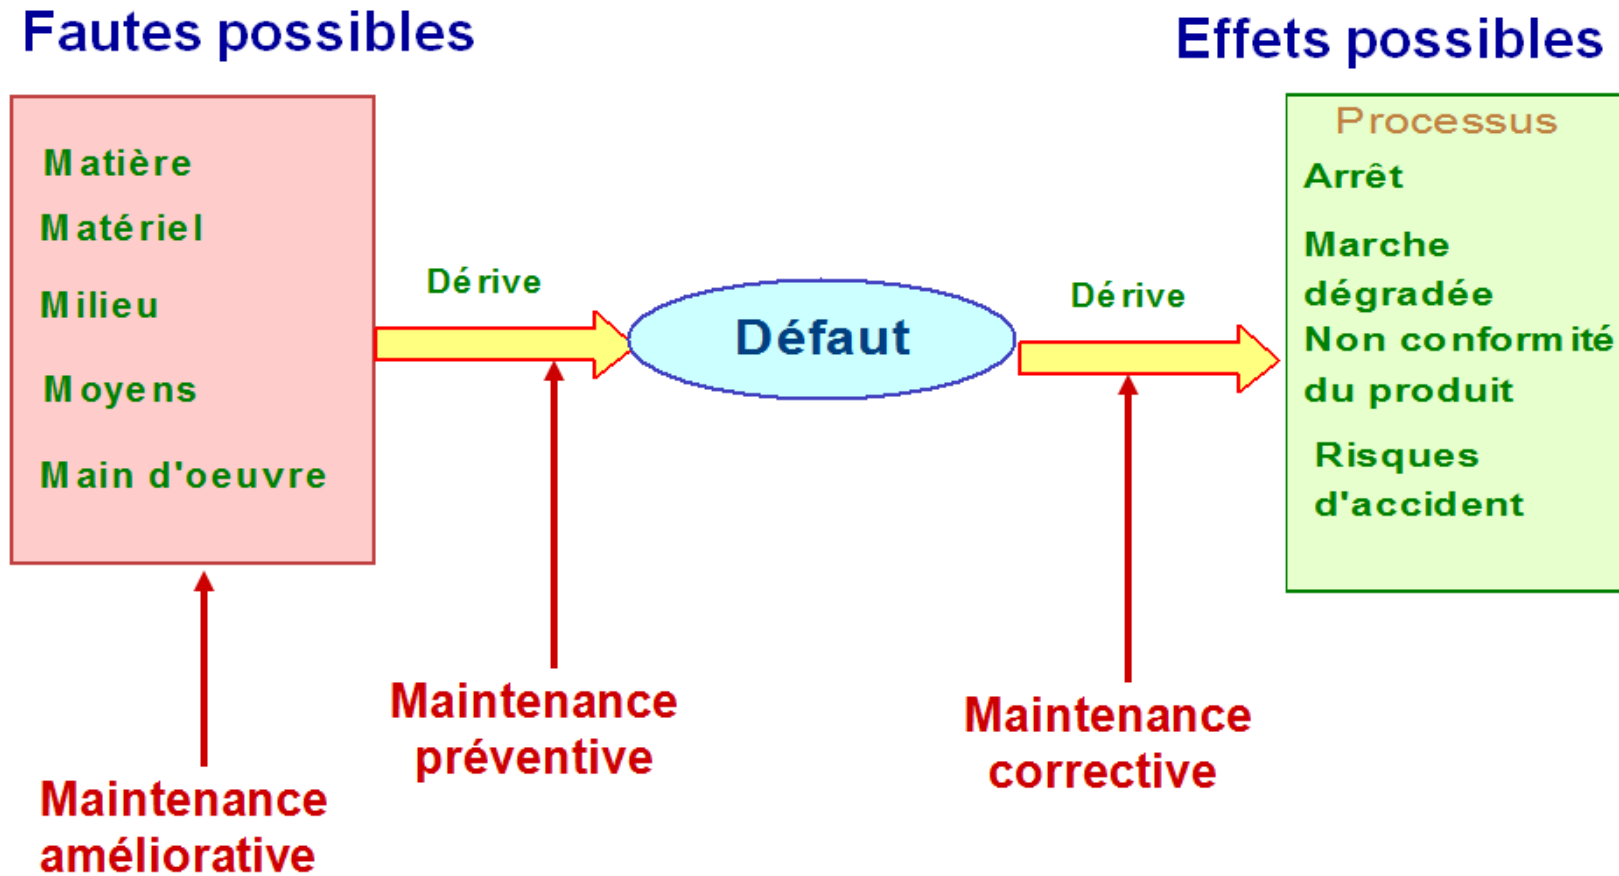 Fautes possibles
Effets possibles
Matière
Matériel
Milieu
Moyens
Main d'oeuvre
Dérive
Défaut
Dérive
Processus
Arrêt
Marche
dégradée
Non conformité
du produit
Risques
d'accident
Maintenance
améliorative
Maintenance
préventive
Maintenance
corrective